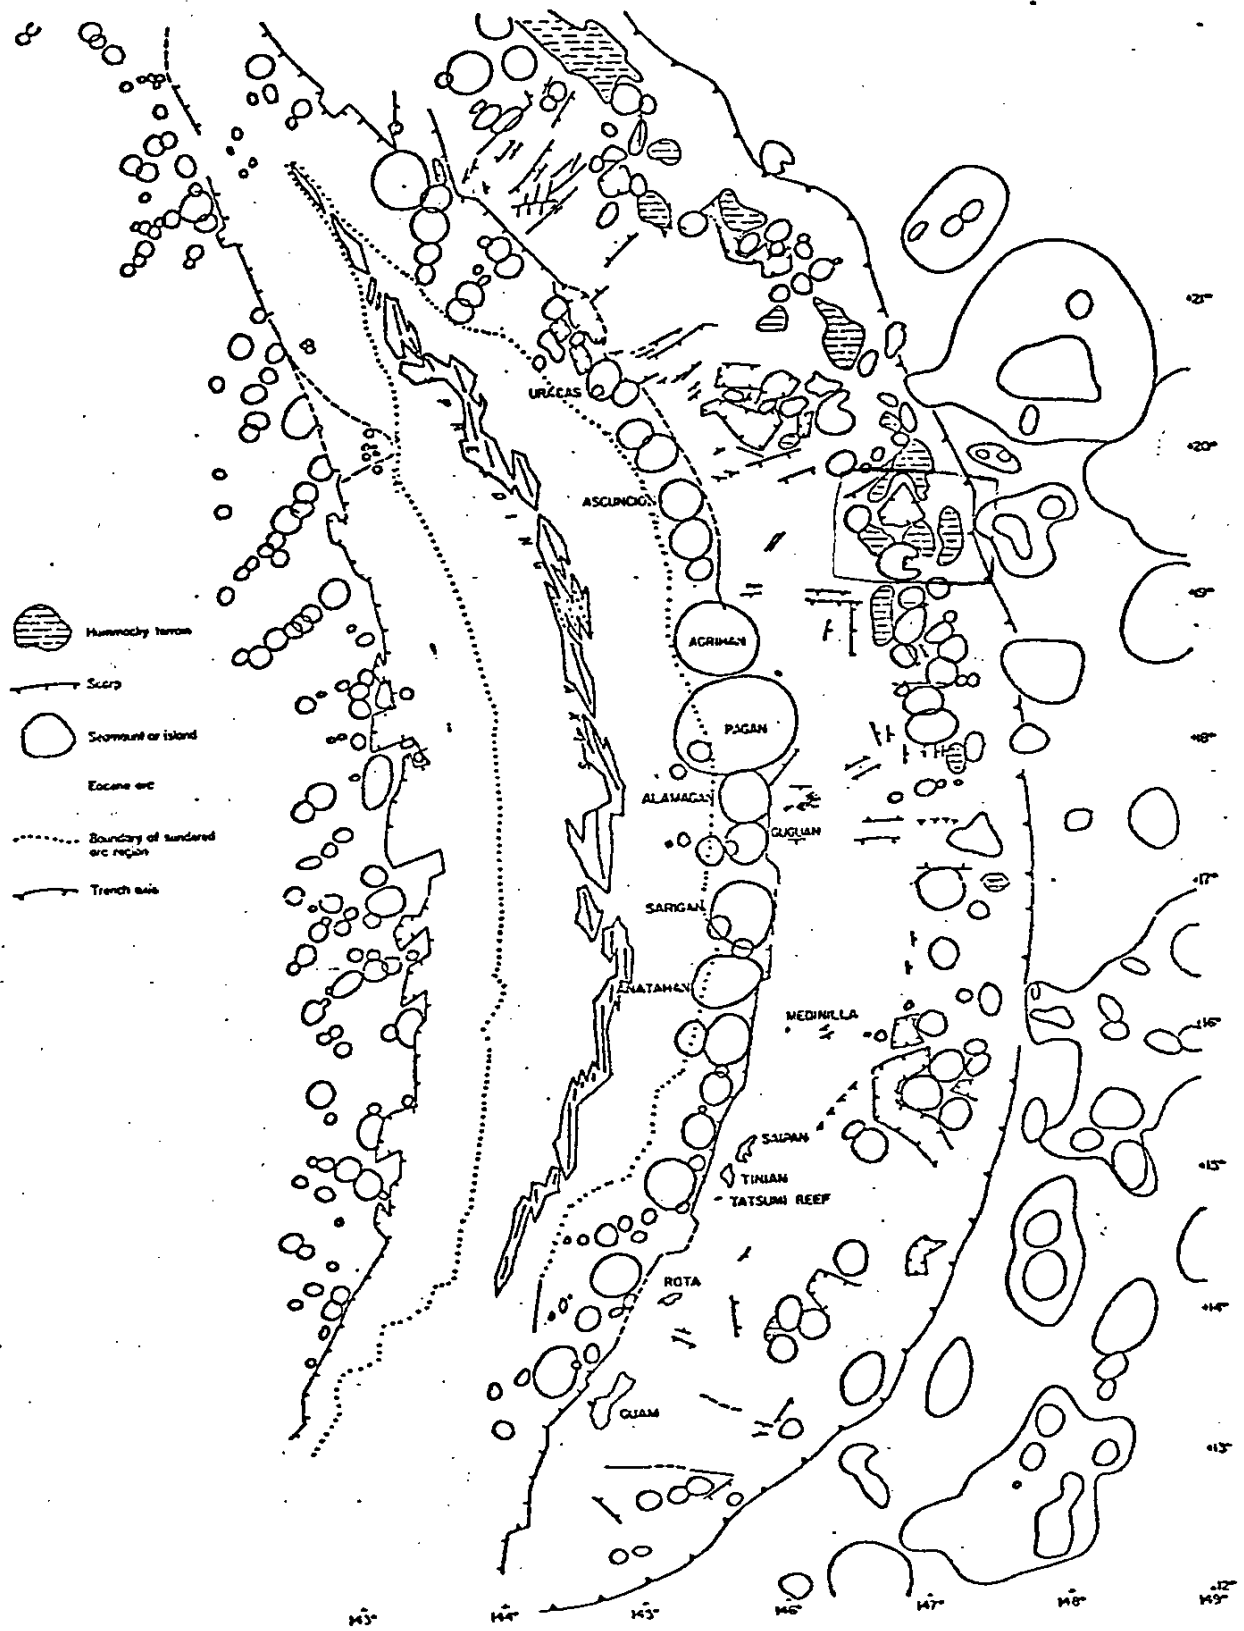 URACAS
ASCUNCION
AGRIHAN
PAGAN
ALAMAGAN
GUGUAN
SARIGAN
ANATAHAN
MEDINILLA
SAIPAN
TINIAN
TATSUMI REEF
ROTA
GUAM
Hummocky terrain
Scarp
Seamount or island
Eocene arc
Boundary of sundered
arc region
Trench axis
21°
20°
19°
18°
17°
16°
15°
14°
13°
12°
143°
144°
145°
146°
147°
148°
149°